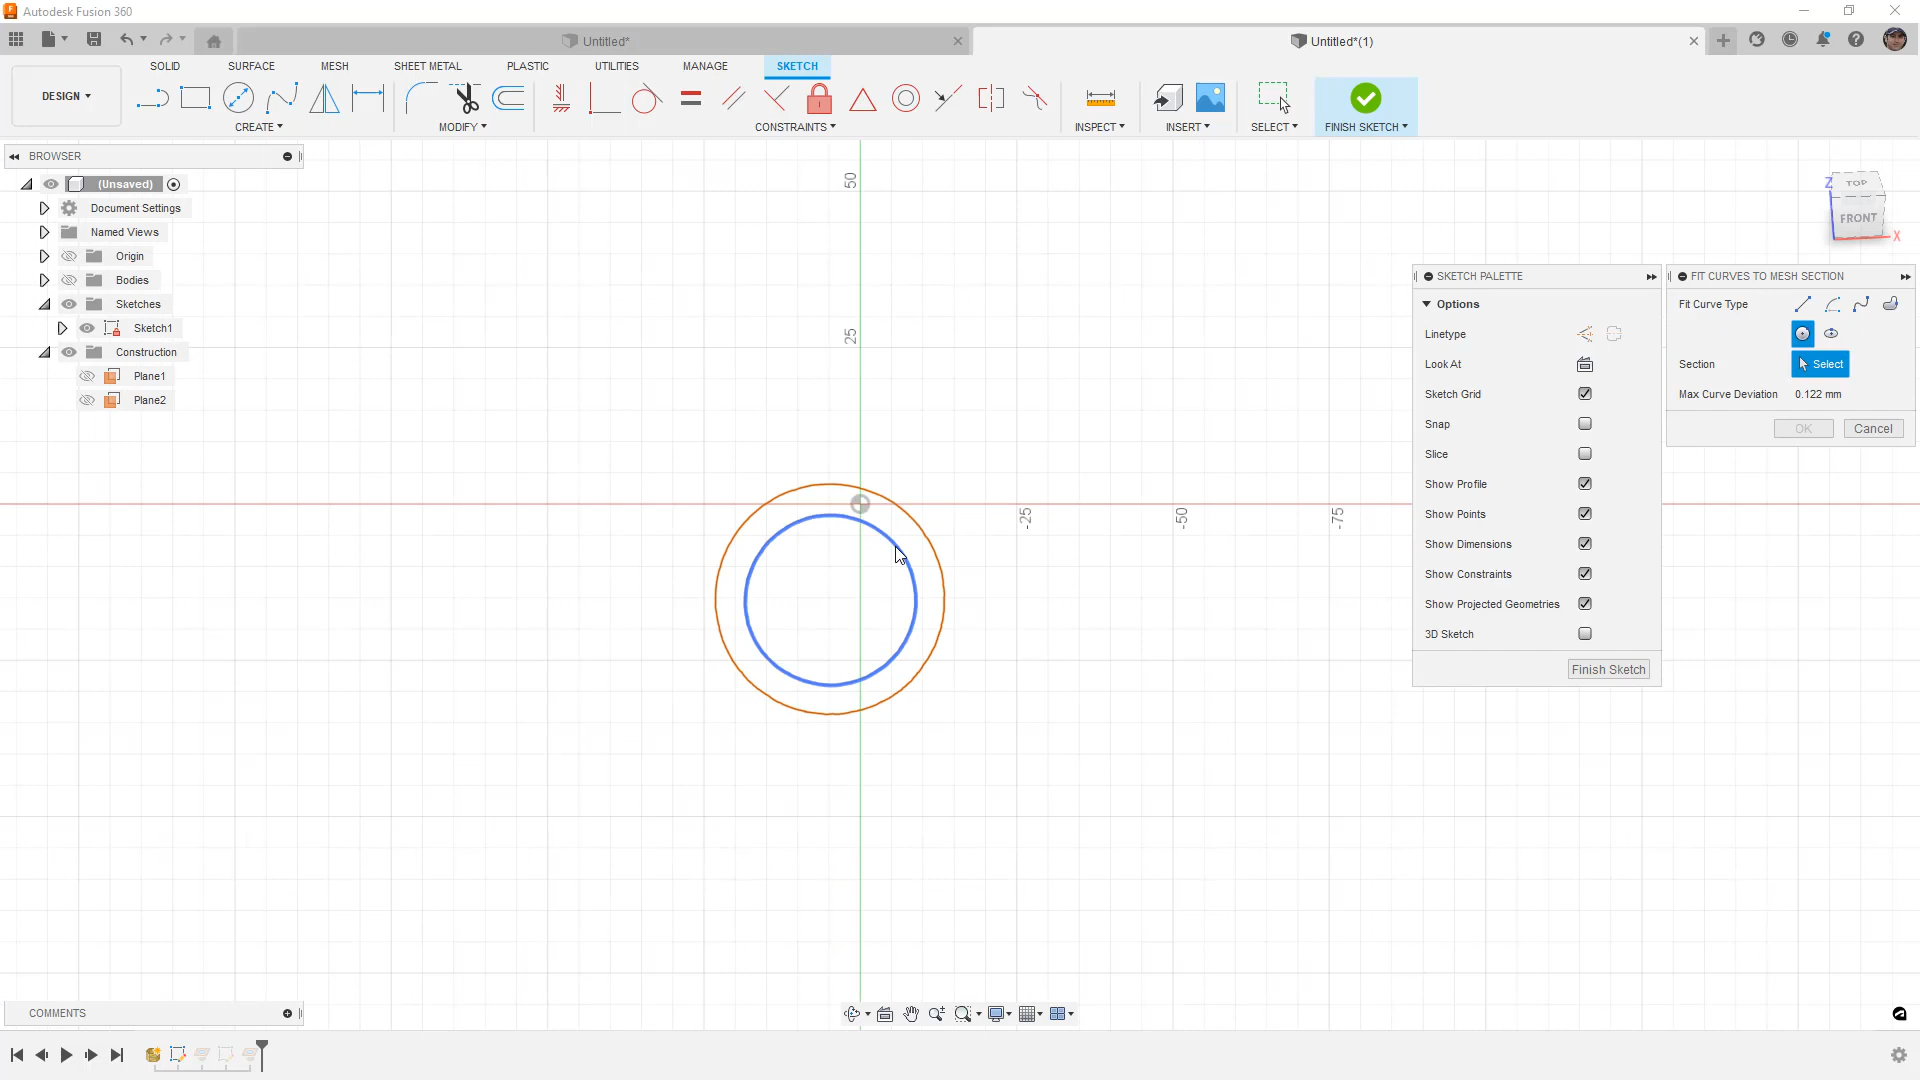 Autodesk Fusion 360
Untitled*
Untitled*(1)
SOLID SURFACE MESH SHEET METAL PLASTIC UTILITIES MANAGE SKETCH
DESIGN
CREATE MODIFY CONSTRAINTS INSPECT INSERT SELECT FINISH SKETCH
BROWSER
(Unsaved)
Document Settings
Named Views
Origin
Bodies
Sketches
Sketch1
Construction
Plane1
Plane2
50
25
-25
-50
-75
TOP
FRONT
Z
X
SKETCH PALETTE
Options
Linetype
Look At
Sketch Grid
Snap
Slice
Show Profile
Show Points
Show Dimensions
Show Constraints
Show Projected Geometries
3D Sketch
Finish Sketch
FIT CURVES TO MESH SECTION
Fit Curve Type
Section Select
Max Curve Deviation 0.122 mm
OK Cancel
COMMENTS